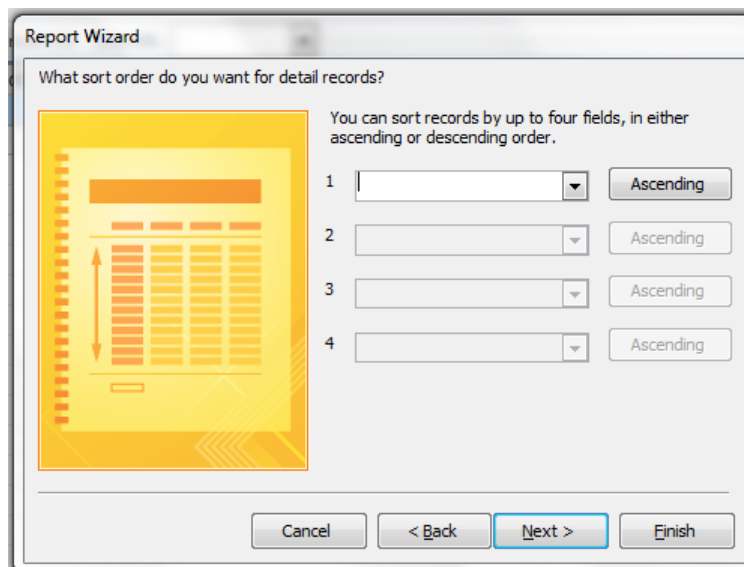 Report Wizard
What sort order do you want for detail records?
You can sort records by up to four fields, in either
ascending or descending order.
1 Ascending
2 Ascending
3 Ascending
4 Ascending
Cancel < Back Next > Finish